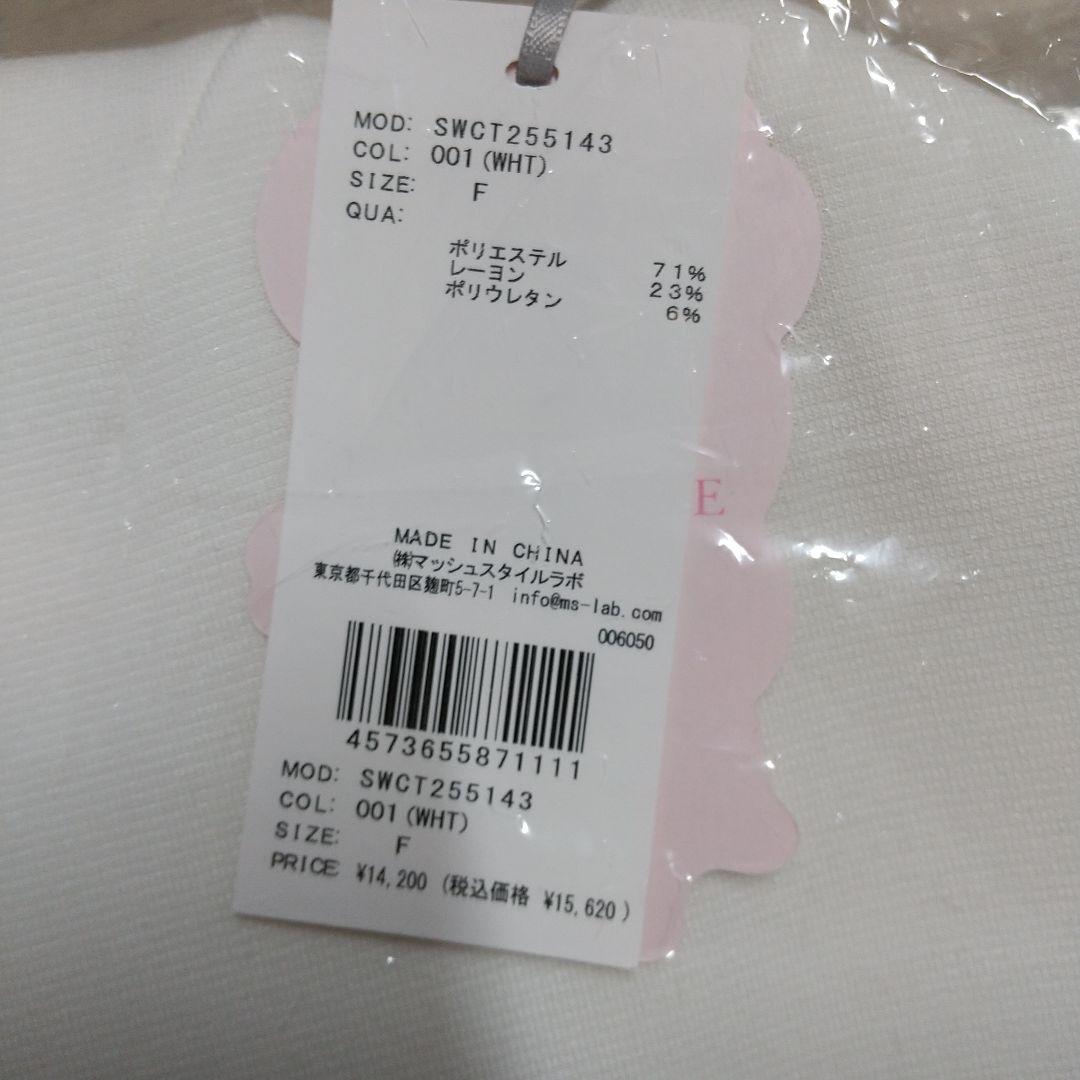 MOD: SWCT255143
COL: 001(WHT)
SIZE: F
QUA:
ポリエステル 71%
レーヨン 23%
ポリウレタン 6%
E
MADE IN CHINA
㈱マッシュスタイルラボ
東京都千代田区麹町5-7-1 info@ms-lab.com
006050
4573655871111
MOD: SWCT255143
COL: 001(WHT)
SIZE: F
PRICE ¥14,200 (税込価格 ¥15,620)